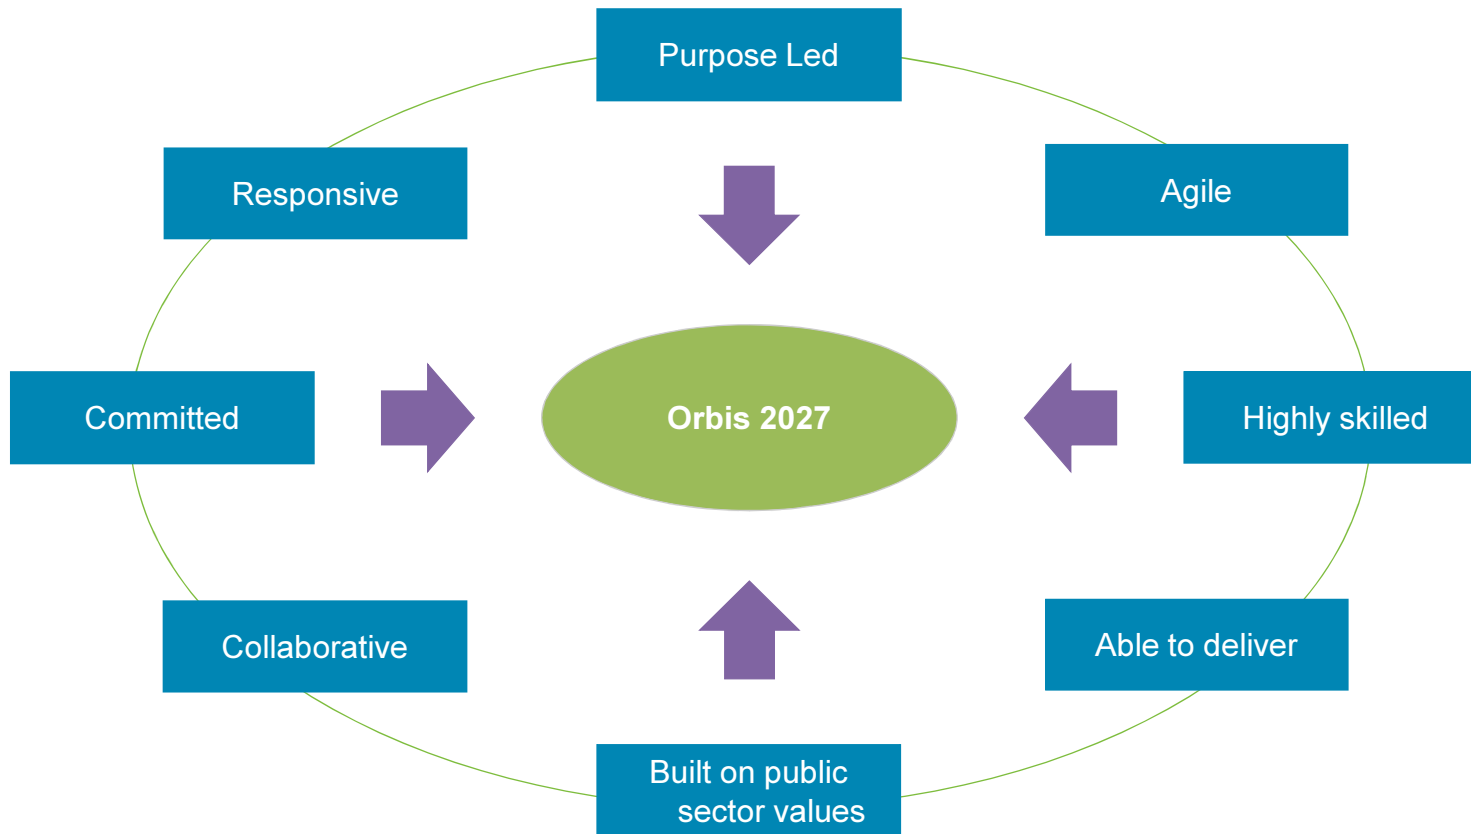 Purpose Led
Responsive
Agile
Committed
Orbis 2027
Highly skilled
Collaborative
Able to deliver
Built on public
sector values